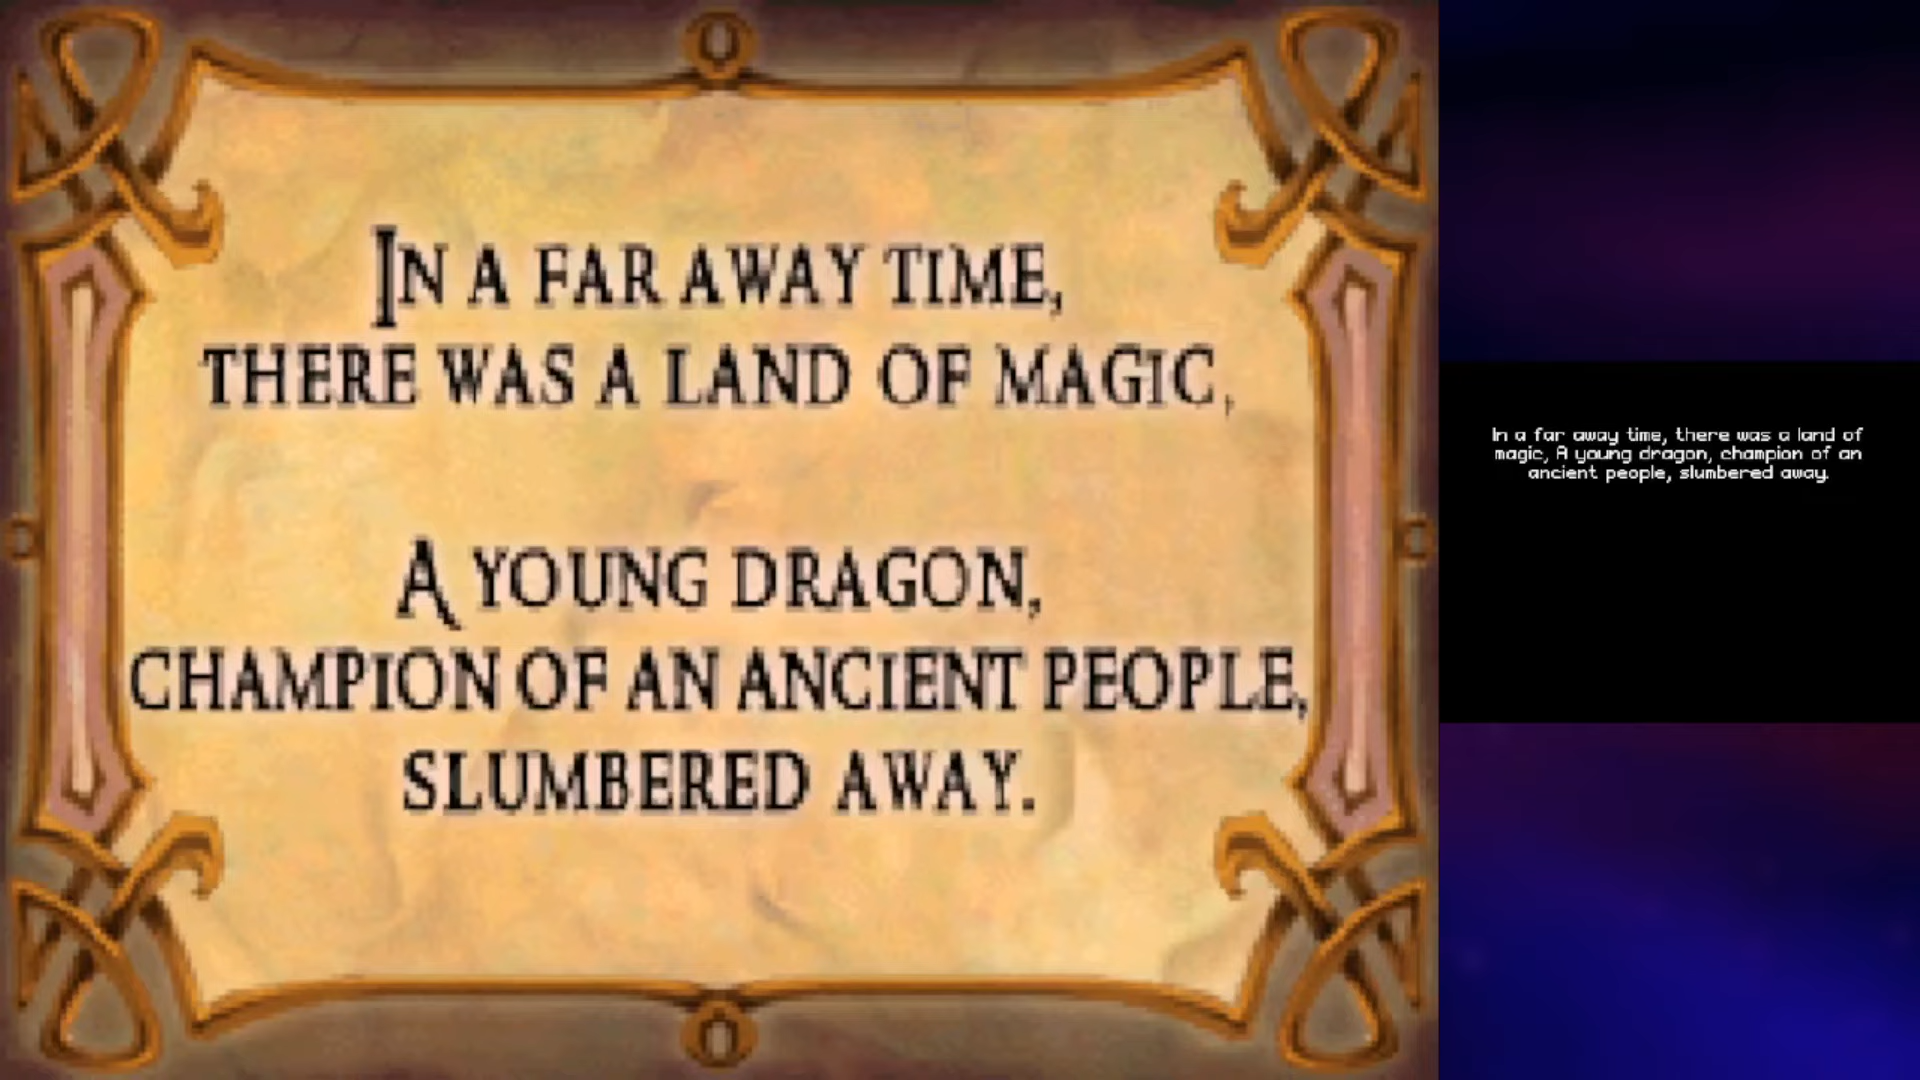 IN A FAR AWAY TIME,
THERE WAS A LAND OF MAGIC,
A YOUNG DRAGON,
CHAMPION OF AN ANCIENT PEOPLE,
SLUMBERED AWAY.
In a far away time, there was a land of
magic, A young dragon, champion of an
ancient people, slumbered away.